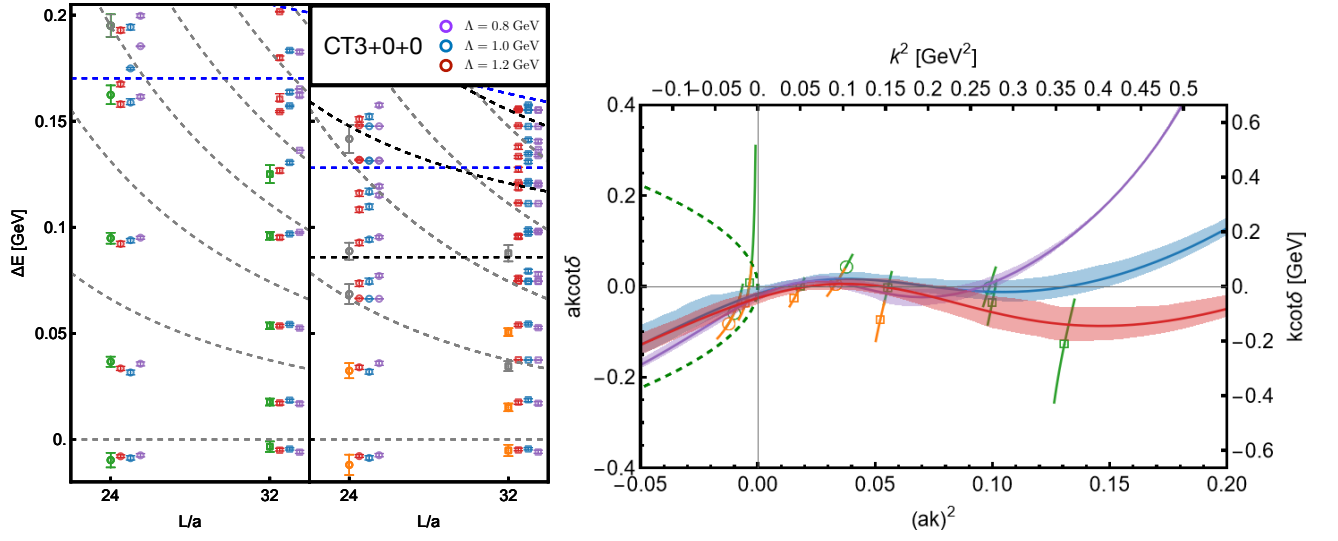 0.2
0.15
0.1
0.05
0.
ΔE [GeV]
24
32
L/a
24
32
L/a
CT3+0+0
Λ = 0.8 GeV
Λ = 1.0 GeV
Λ = 1.2 GeV
k² [GeV²]
-0.1 -0.05 0. 0.05 0.1 0.15 0.2 0.25 0.3 0.35 0.4 0.45 0.5
0.4
0.2
0.0
−0.2
−0.4
akcotδ
0.6
0.4
0.2
0.0
−0.2
−0.4
−0.6
kcotδ [GeV]
−0.05 0.00 0.05 0.10 0.15 0.20
(ak)²